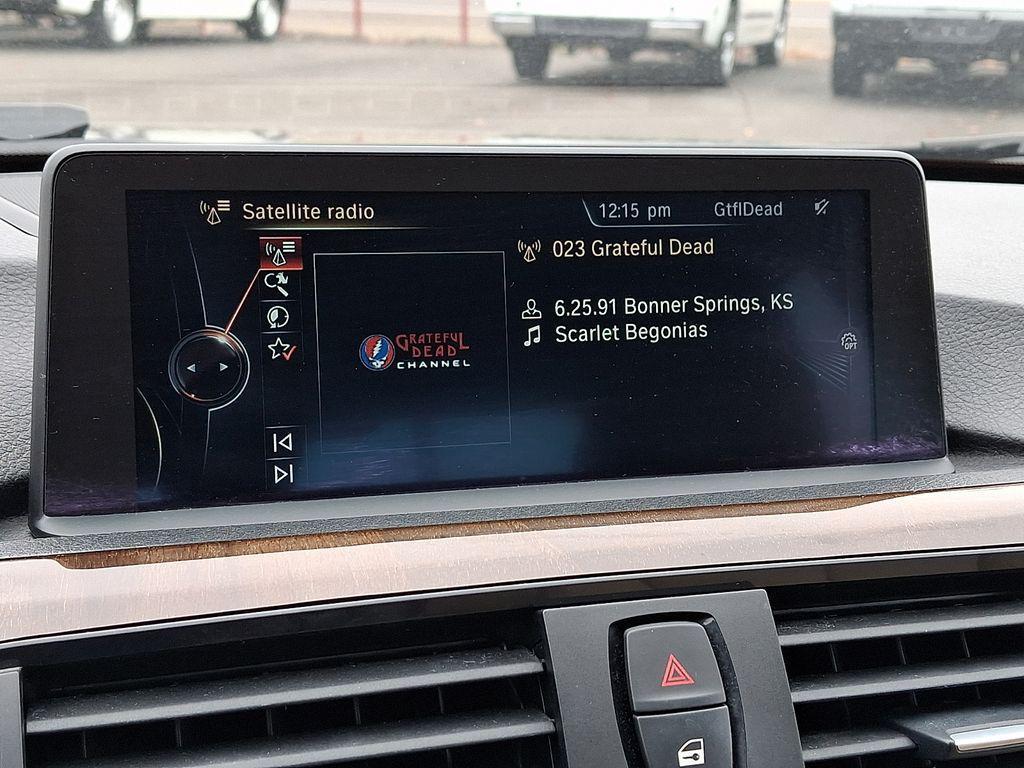 Satellite radio
12:15 pm
GtflDead
023 Grateful Dead
6.25.91 Bonner Springs, KS
Scarlet Begonias
GRATEFUL
DEAD
CHANNEL
OPT